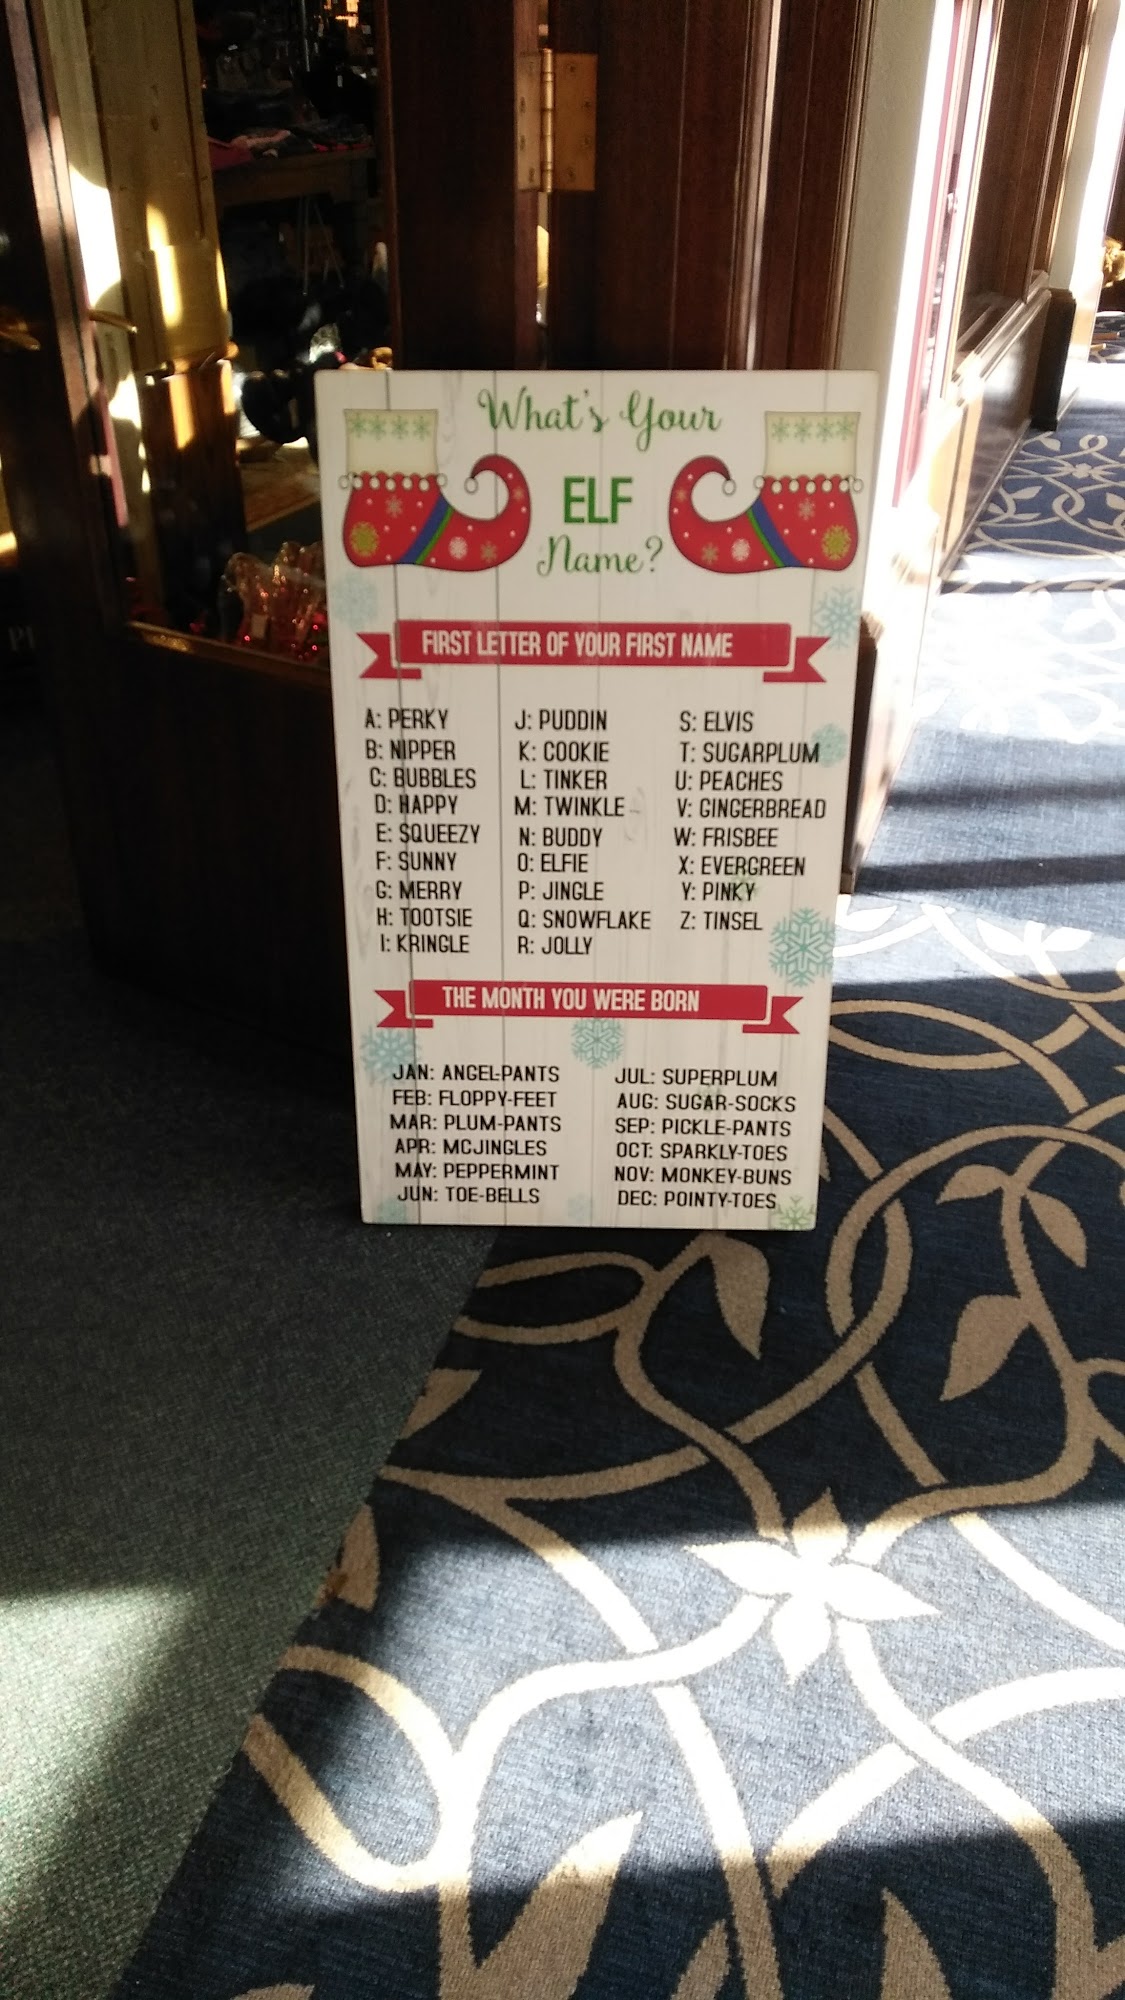 What's Your
ELF
Name?
FIRST LETTER OF YOUR FIRST NAME
A: PERKY
B: NIPPER
C: BUBBLES
D: HAPPY
E: SQUEEZY
F: SUNNY
G: MERRY
H: TOOTSIE
I: KRINGLE
J: PUDDIN
K: COOKIE
L: TINKER
M: TWINKLE
N: BUDDY
O: ELFIE
P: JINGLE
Q: SNOWFLAKE
R: JOLLY
S: ELVIS
T: SUGARPLUM
U: PEACHES
V: GINGERBREAD
W: FRISBEE
X: EVERGREEN
Y: PINKY
Z: TINSEL
THE MONTH YOU WERE BORN
JAN: ANGEL-PANTS
FEB: FLOPPY-FEET
MAR: PLUM-PANTS
APR: MCJINGLES
MAY: PEPPERMINT
JUN: TOE-BELLS
JUL: SUPERPLUM
AUG: SUGAR-SOCKS
SEP: PICKLE-PANTS
OCT: SPARKLY-TOES
NOV: MONKEY-BUNS
DEC: POINTY-TOES